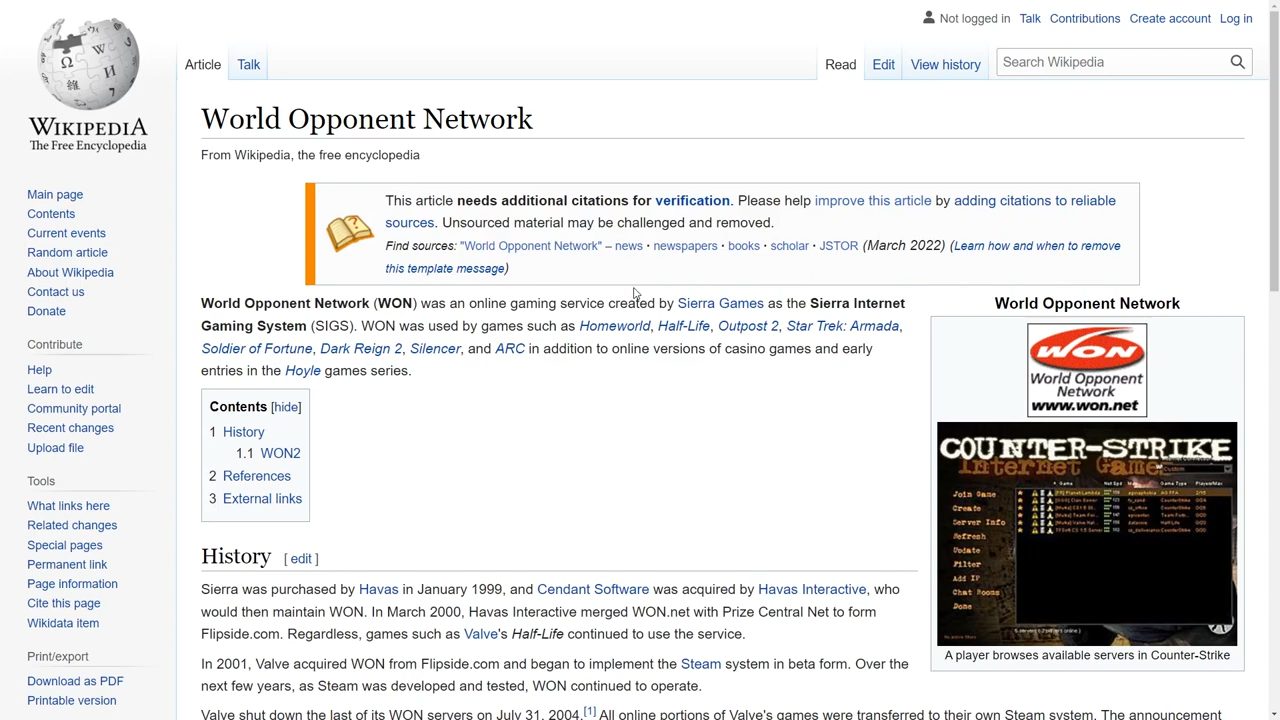 Not logged in Talk Contributions Create account Log in
Article Talk Read Edit View history Search Wikipedia
WIKIPEDIA
The Free Encyclopedia
Main page
Contents
Current events
Random article
About Wikipedia
Contact us
Donate
Contribute
Help
Learn to edit
Community portal
Recent changes
Upload file
Tools
What links here
Related changes
Special pages
Permanent link
Page information
Cite this page
Wikidata item
Print/export
Download as PDF
Printable version
World Opponent Network
From Wikipedia, the free encyclopedia
This article needs additional citations for verification. Please help improve this article by adding citations to reliable
sources. Unsourced material may be challenged and removed.
Find sources: "World Opponent Network" – news · newspapers · books · scholar · JSTOR (March 2022) (Learn how and when to remove
this template message)
World Opponent Network (WON) was an online gaming service created by Sierra Games as the Sierra Internet
Gaming System (SIGS). WON was used by games such as Homeworld, Half-Life, Outpost 2, Star Trek: Armada,
Soldier of Fortune, Dark Reign 2, Silencer, and ARC in addition to online versions of casino games and early
entries in the Hoyle games series.
Contents [hide]
1 History
1.1 WON2
2 References
3 External links
History [ edit ]
Sierra was purchased by Havas in January 1999, and Cendant Software was acquired by Havas Interactive, who
would then maintain WON. In March 2000, Havas Interactive merged WON.net with Prize Central Net to form
Flipside.com. Regardless, games such as Valve's Half-Life continued to use the service.
In 2001, Valve acquired WON from Flipside.com and began to implement the Steam system in beta form. Over the
next few years, as Steam was developed and tested, WON continued to operate.
Valve shut down the last of its WON servers on July 31, 2004.[1] All online portions of Valve's games were transferred to their own Steam system. The announcement
World Opponent Network
WON
World Opponent
Network
www.won.net
COUNTER-STRIKE
Internet Games
Custom
Join Game
Create
Server Info
Refresh
Update
Filter
Add IP
Chat Rooms
Done
A player browses available servers in Counter-Strike